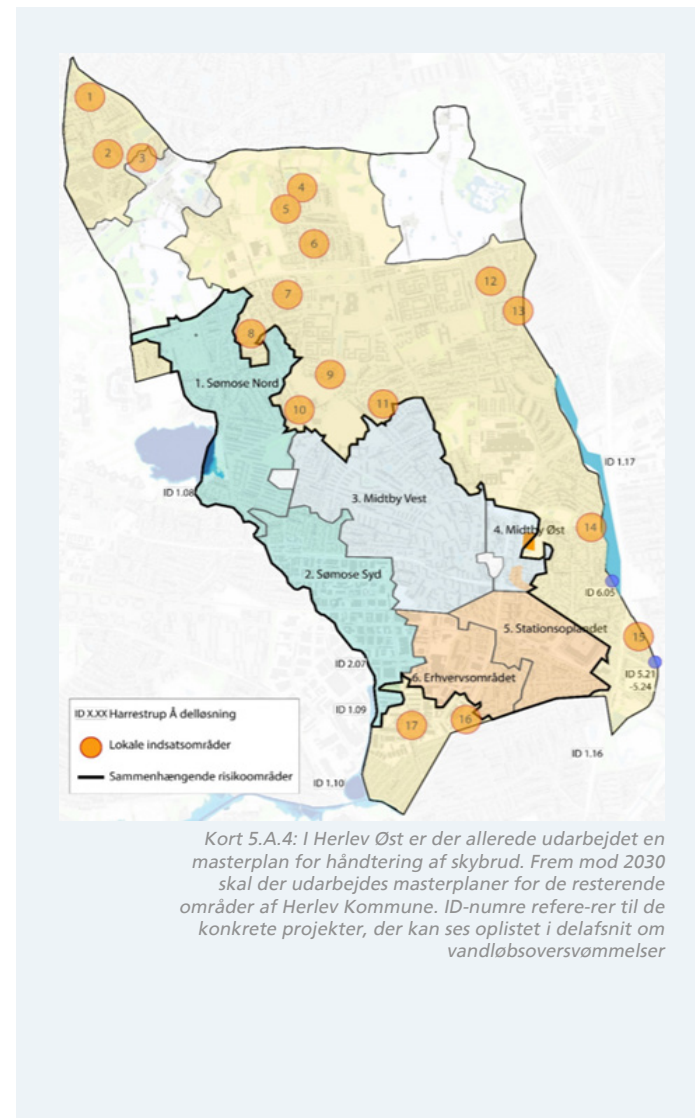 1
2
3
4
5
6
7
12
13
8
1. Sømose Nord
9
10
11
ID 1.17
ID 1.08
3. Midtby Vest
4. Midtby Øst
14
2. Sømose Syd
ID 6.05
5. Stationsoplandet
15
ID 2.07
6. Erhvervsområdet
ID 5.21
-5.24
ID X.XX Harrestrup Å delløsning
ID 1.09
17
16
Lokale indsatsområder
ID 1.16
Sammenhængende risikoområder
ID 1.10
Kort 5.A.4: I Herlev Øst er der allerede udarbejdet en
masterplan for håndtering af skybrud. Frem mod 2030
skal der udarbejdes masterplaner for de resterende
områder af Herlev Kommune. ID-numre refere-rer til de
konkrete projekter, der kan ses oplistet i delafsnit om
vandløbsoversvømmelser